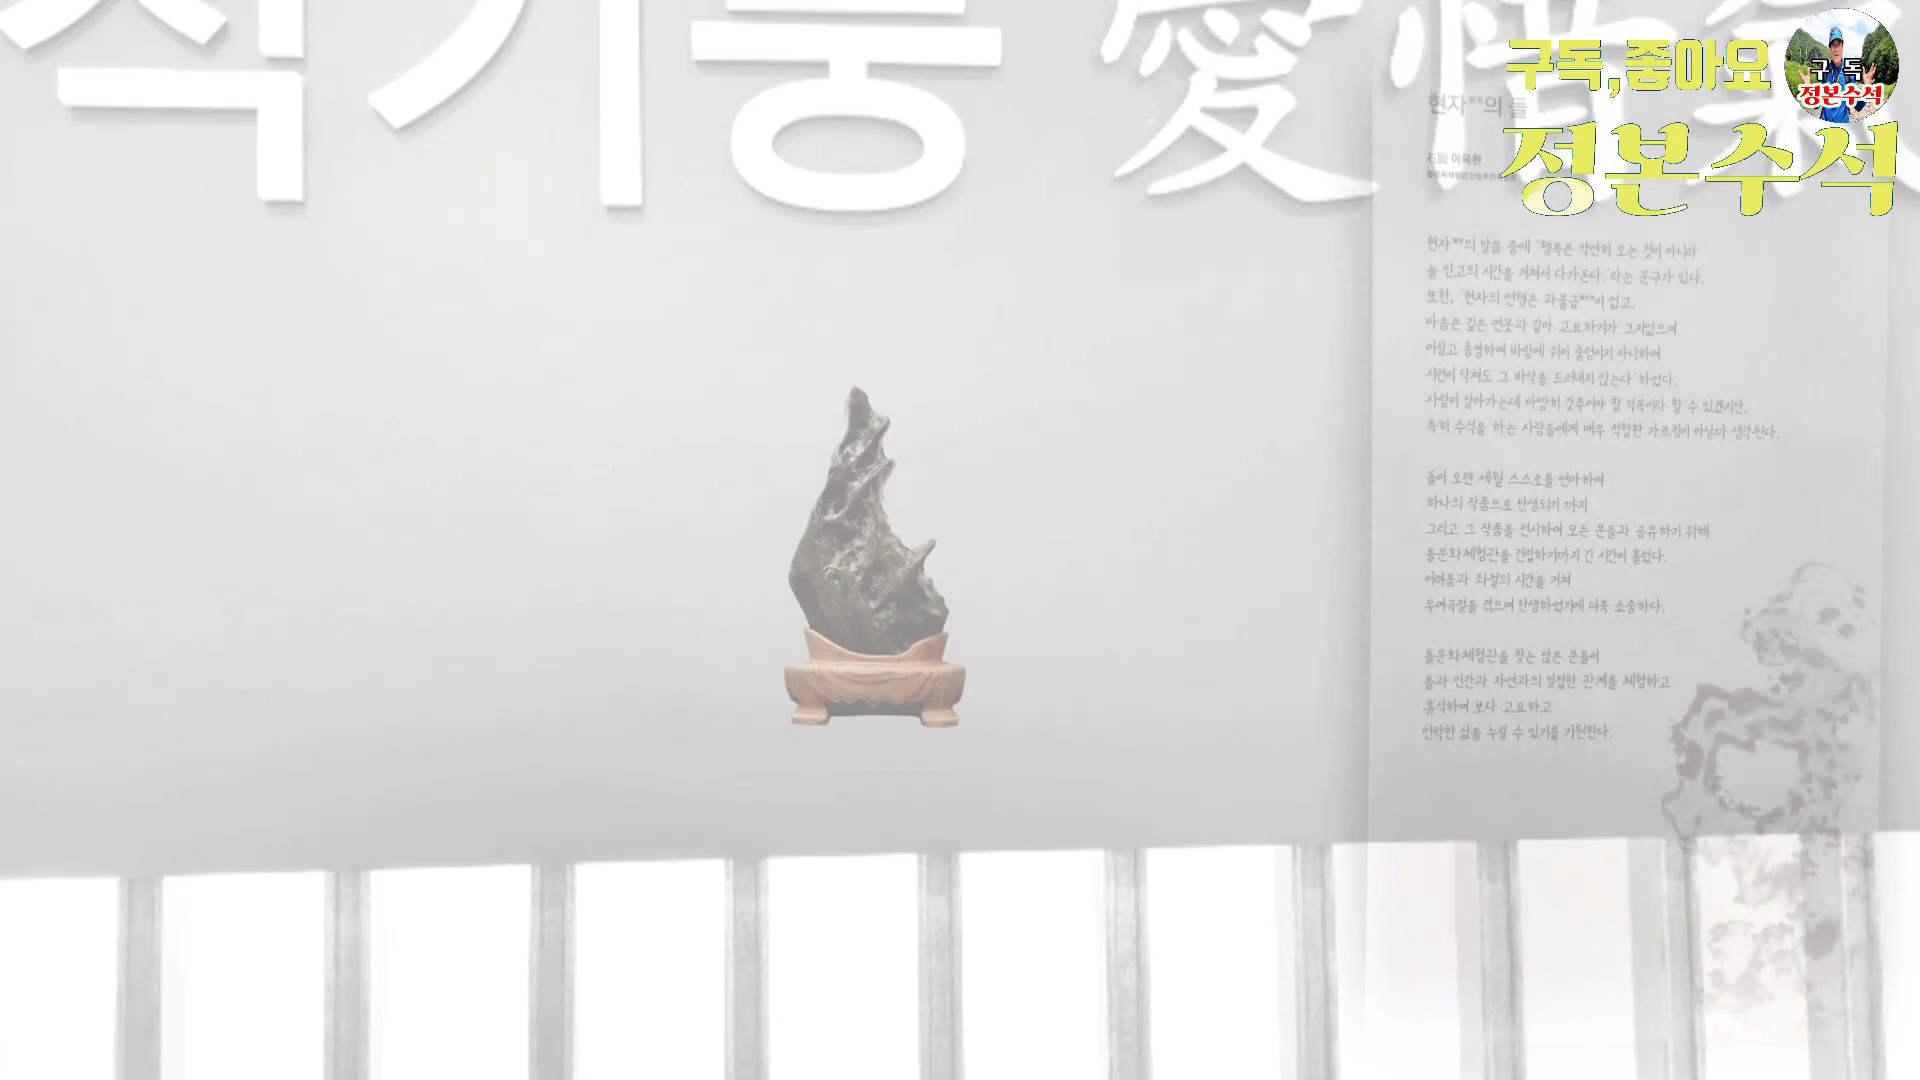 석기둥 愛惜氣
구독,좋아요
구독
정본수석
정본수석
현자의 돌
石田 이욱환
현자의 말씀 중에 '행복은 막연히 오는 것이 아니라
늘 인고의 시간을 거쳐서 다가온다.'라는 문구가 있다.
또한, '현자의 언행은 과불급이 없고,
마음은 깊은 연못과 같아 고요하기가 그지없으며
어질고 총명하여 바람에 쉬이 출렁이지 아니하여
시련이 닥쳐도 그 바닥을 드러내지 않는다'하였다.
사람이 살아가는데 마땅히 갖추어야 할 덕목이라 할 수 있겠지만,
특히 수석을 하는 사람들에게 매우 적합한 가르침이 아닐까 생각된다.
돌이 오랜 세월 스스로를 연마하여
하나의 작품으로 탄생되기 까지
그리고 그 작품을 전시하여 모든 분들과 공유하기 위해
돌문화체험관을 건립하기까지 긴 시간이 흘렀다.
어려움과 좌절의 시간을 거쳐
우여곡절을 겪으며 탄생하였기에 더욱 소중하다.
돌문화체험관을 찾는 많은 분들이
돌과 인간과 자연과의 밀접한 관계를 체험하고
휴식하며 보다 고요하고
안락한 삶을 누릴 수 있기를 기원한다.